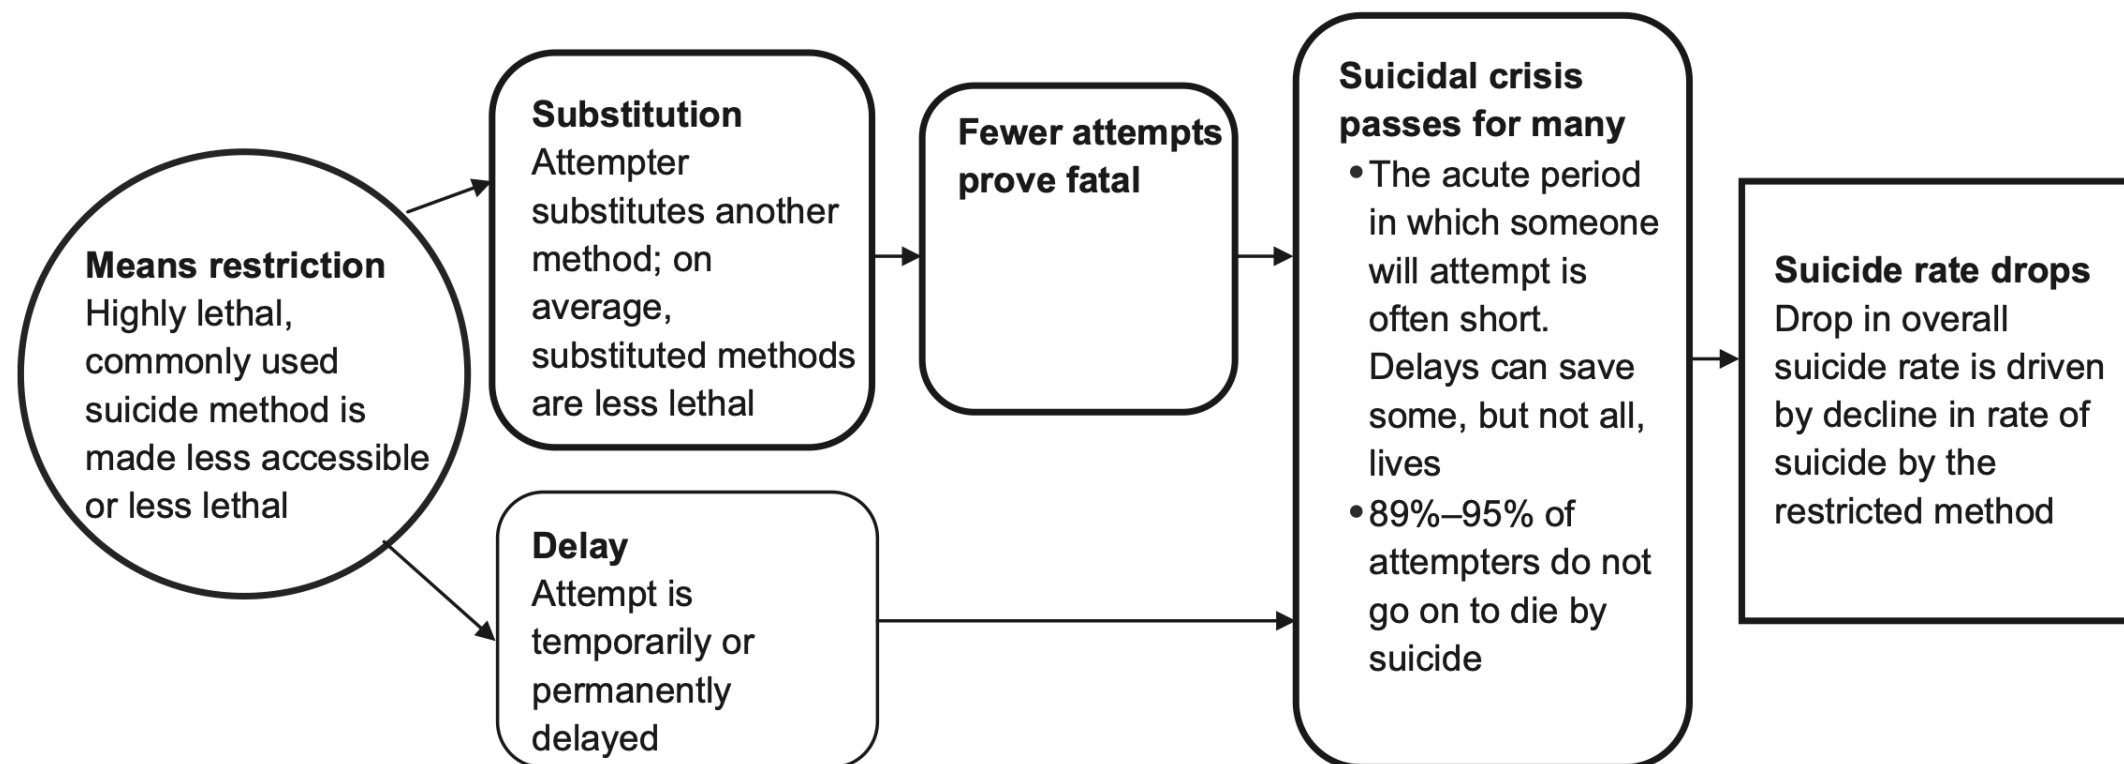 Means restriction
Highly lethal,
commonly used
suicide method is
made less accessible
or less lethal
Substitution
Attempter
substitutes another
method; on
average,
substituted methods
are less lethal
Delay
Attempt is
temporarily or
permanently
delayed
Fewer attempts
prove fatal
Suicidal crisis
passes for many
•The acute period
in which someone
will attempt is
often short.
Delays can save
some, but not all,
lives
•89%–95% of
attempters do not
go on to die by
suicide
Suicide rate drops
Drop in overall
suicide rate is driven
by decline in rate of
suicide by the
restricted method